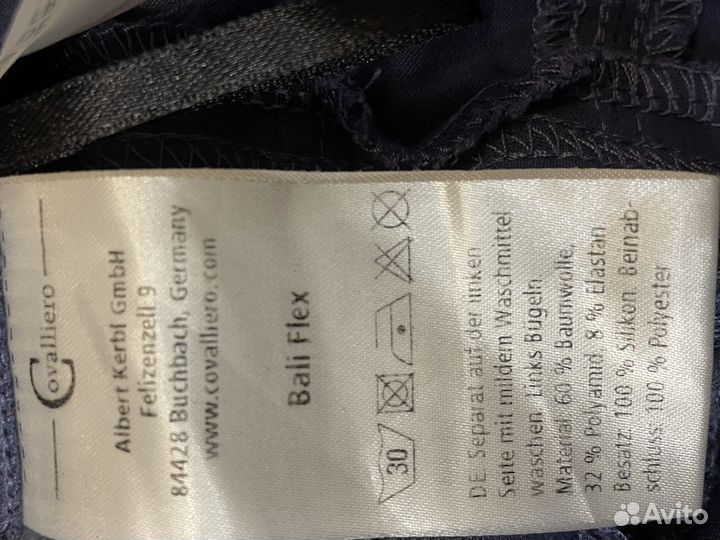 Covalliero
Albert Kerbl GmbH
Felizenzell 9
84428 Buchbach, Germany
www.covalliero.com
Bali Flex
30
DE: Separat auf der linken
Seite mit mildem Waschmittel
waschen. Links Bügeln
Material: 60 % Baumwolle,
32 % Polyamid, 8 % Elastan
Besatz: 100 % Silikon, Beinab-
schluss: 100 % Polyester
Avito